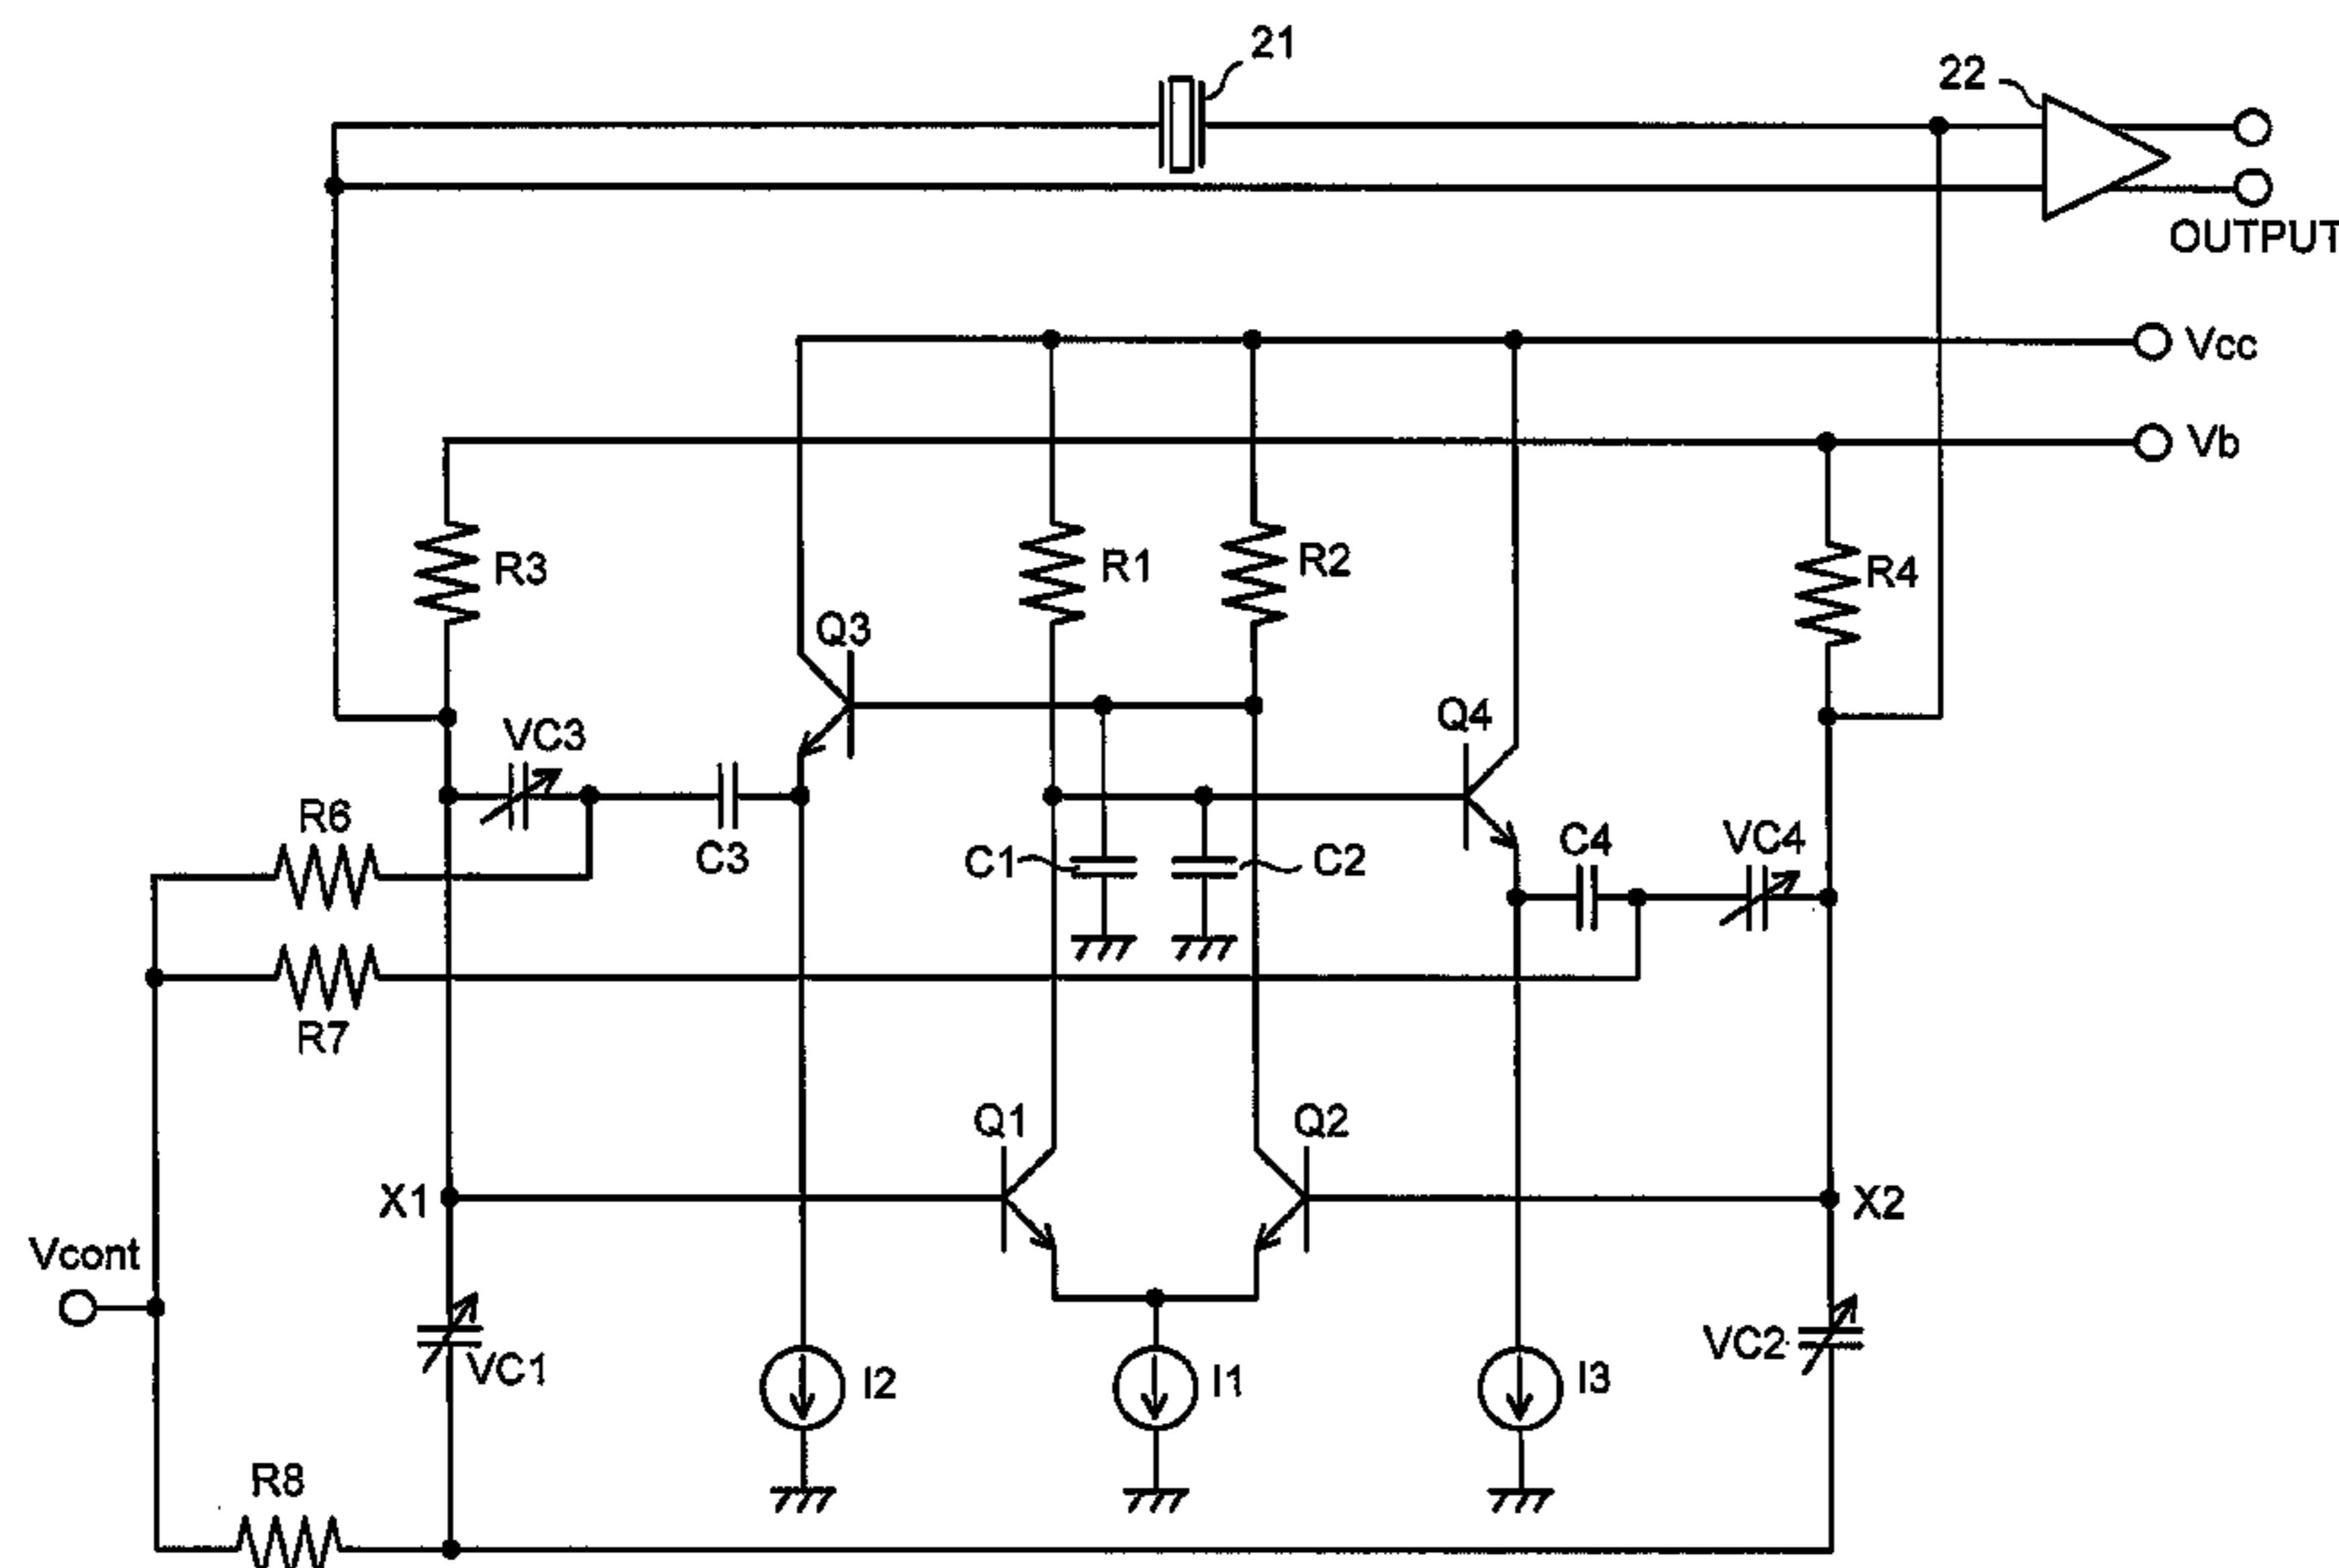 21
22
OUTPUT
Vcc
Vb
R3
R1
R2
R4
Q3
Q4
VC3
R6
C3
C1
C2
C4
VC4
R7
Q1
Q2
X1
X2
Vcont
VC1
I2
I1
I3
VC2
R8